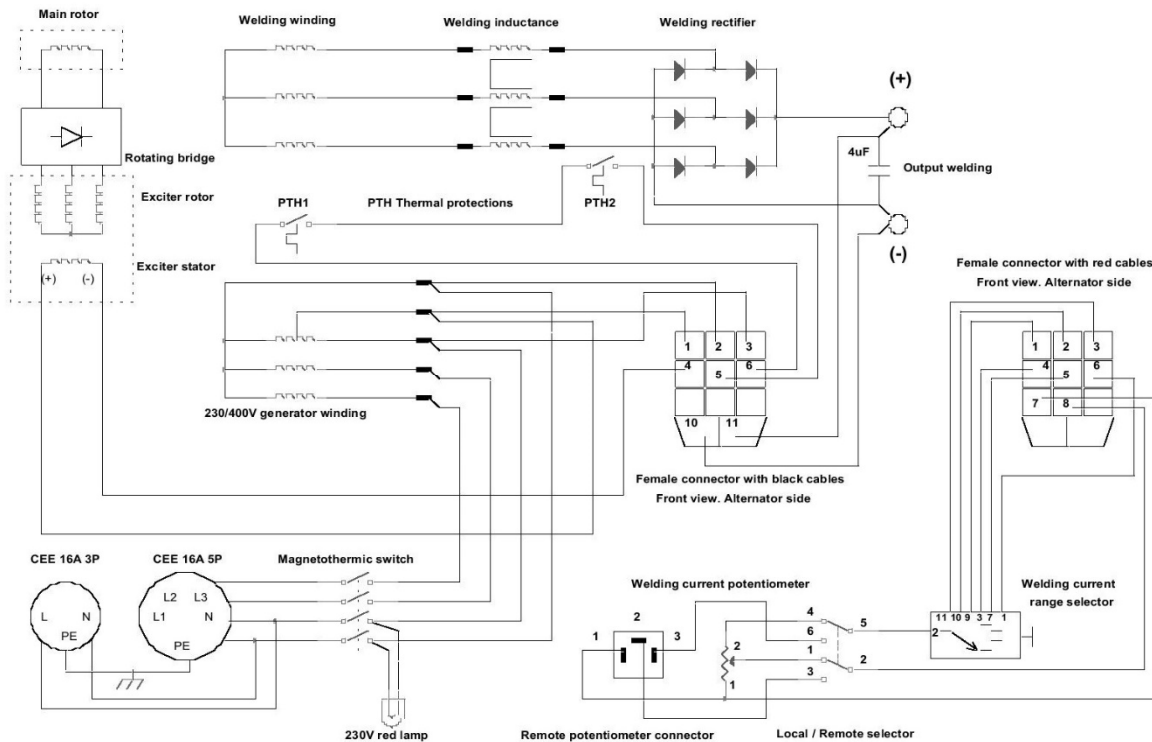 Main rotor
Welding winding
Welding inductance
Welding rectifier
(+)
Rotating bridge
4uF
Output welding
Exciter rotor
PTH1
PTH Thermal protections
PTH2
(-)
Exciter stator
(+) (-)
Female connector with red cables
Front view. Alternator side
1 2 3
4 5 6
7 8
1 2 3
4 5 6
10 11
230/400V generator winding
Female connector with black cables
Front view. Alternator side
CEE 16A 3P
CEE 16A 5P
Magnetothermic switch
L N
PE
L2 L3
L1 N
PE
230V red lamp
Welding current potentiometer
Welding current
range selector
1 2 3
2
1
4
6
5
1
3
2
11 10 9 3 7 1
2
Remote potentiometer connector
Local / Remote selector